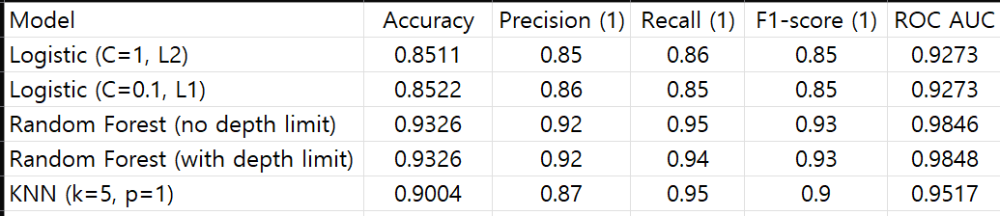 Model Accuracy Precision (1) Recall (1) F1-score (1) ROC AUC
Logistic (C=1, L2) 0.8511 0.85 0.86 0.85 0.9273
Logistic (C=0.1, L1) 0.8522 0.86 0.85 0.85 0.9273
Random Forest (no depth limit) 0.9326 0.92 0.95 0.93 0.9846
Random Forest (with depth limit) 0.9326 0.92 0.94 0.93 0.9848
KNN (k=5, p=1) 0.9004 0.87 0.95 0.9 0.9517